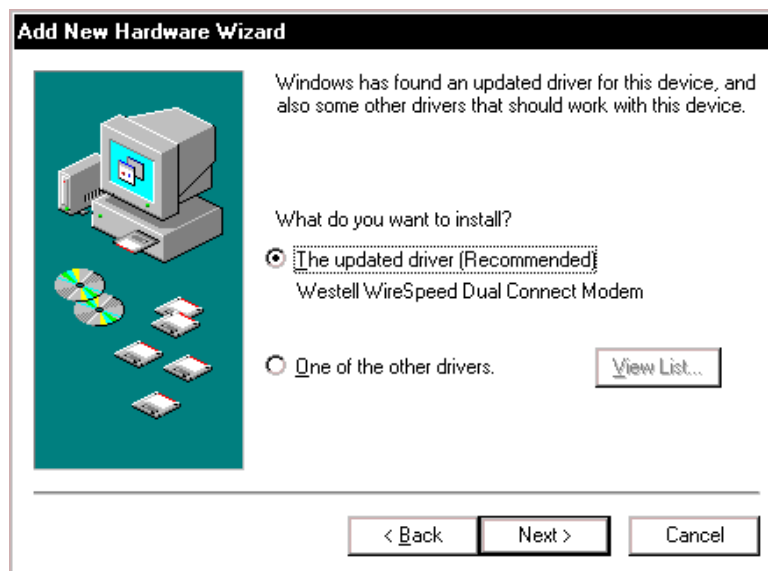 Add New Hardware Wizard
Windows has found an updated driver for this device, and
also some other drivers that should work with this device.
What do you want to install?
The updated driver (Recommended)
Westell WireSpeed Dual Connect Modem
One of the other drivers.
View List...
< Back
Next >
Cancel